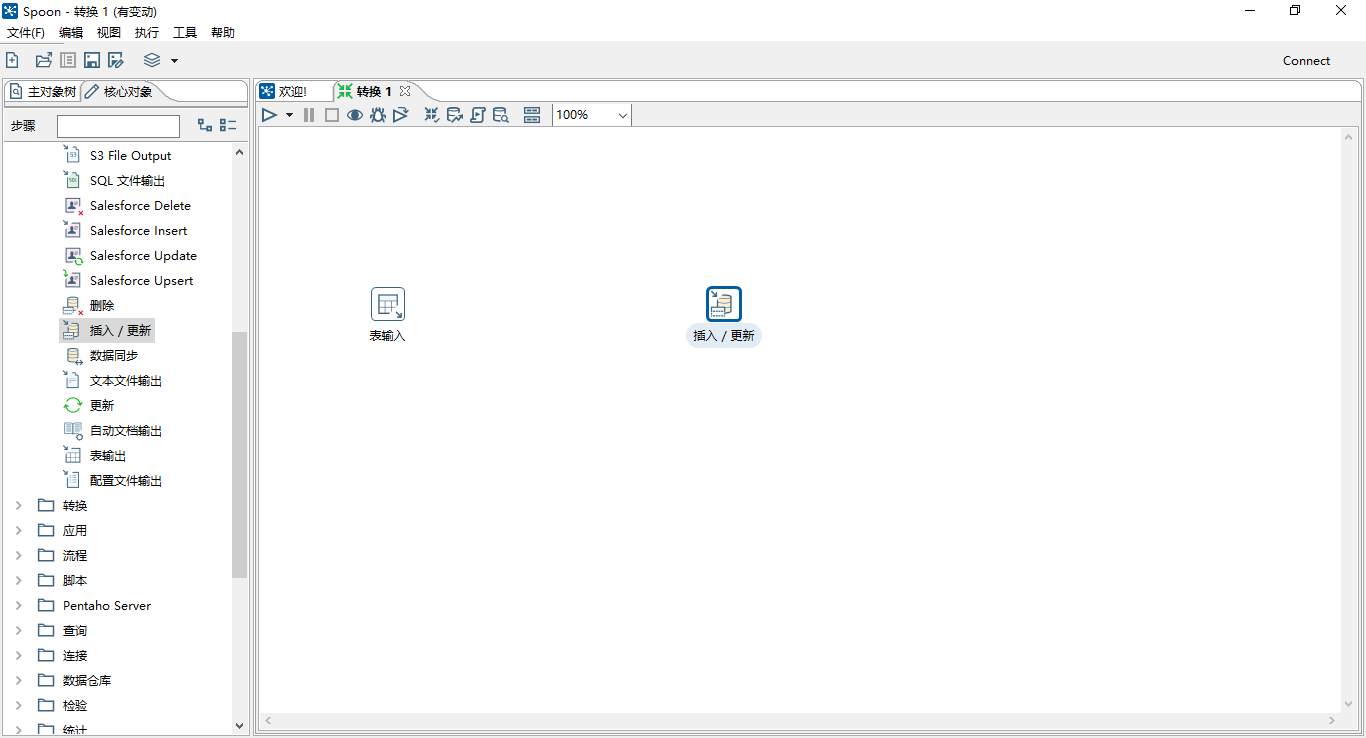 Spoon - 转换 1 (有变动)
文件(F) 编辑 视图 执行 工具 帮助
Connect
主对象树 核心对象
步骤
S3 File Output
SQL 文件输出
Salesforce Delete
Salesforce Insert
Salesforce Update
Salesforce Upsert
删除
插入 / 更新
数据同步
文本文件输出
更新
自动文档输出
表输出
配置文件输出
转换
应用
流程
脚本
Pentaho Server
查询
连接
数据仓库
检验
统计
欢迎! 转换 1
100%
表输入
插入 / 更新